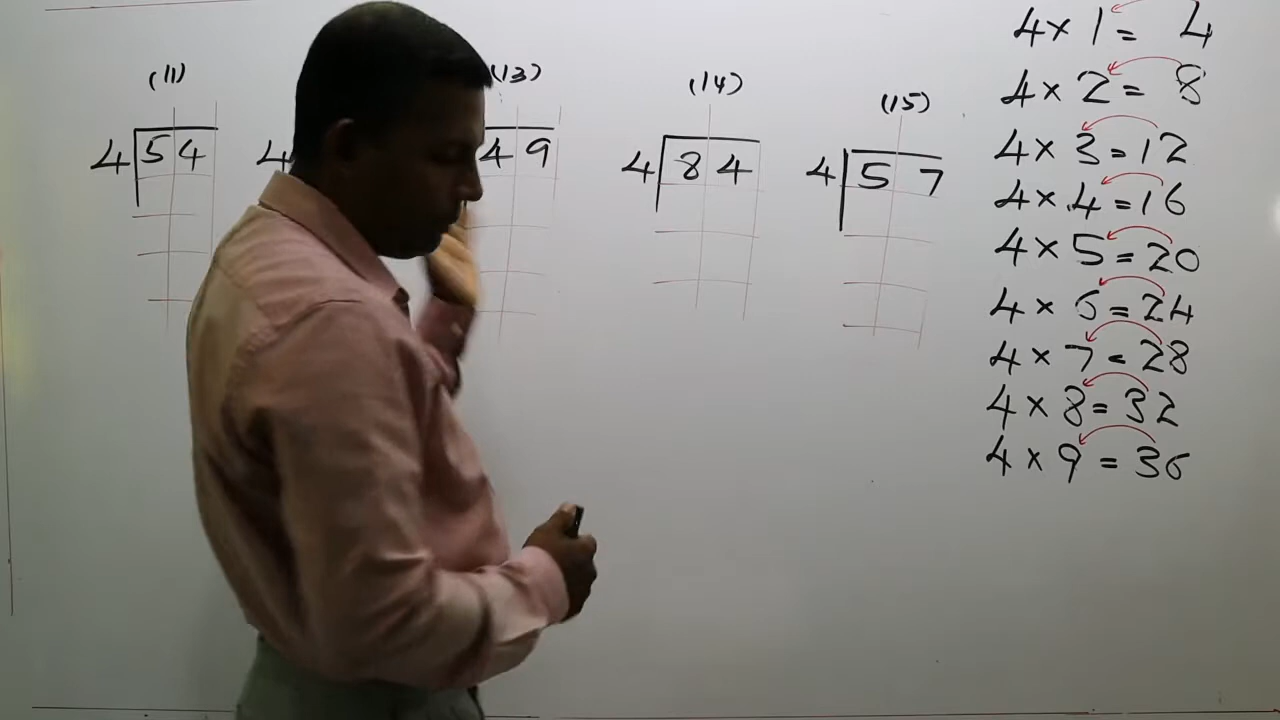 (11) (13) (14) (15)
4 54 4 49 4 84 4 57
4 × 1 = 4
4 × 2 = 8
4 × 3 = 12
4 × 4 = 16
4 × 5 = 20
4 × 6 = 24
4 × 7 = 28
4 × 8 = 32
4 × 9 = 36